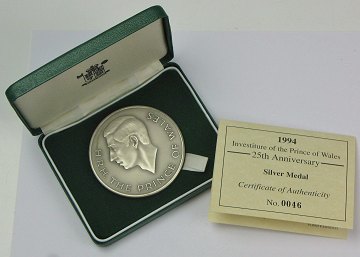 H·R·H·THE PRINCE OF WALES
1994
Investiture of the Prince of Wales
25th Anniversary
Silver Medal
Certificate of Authenticity
No. 0046